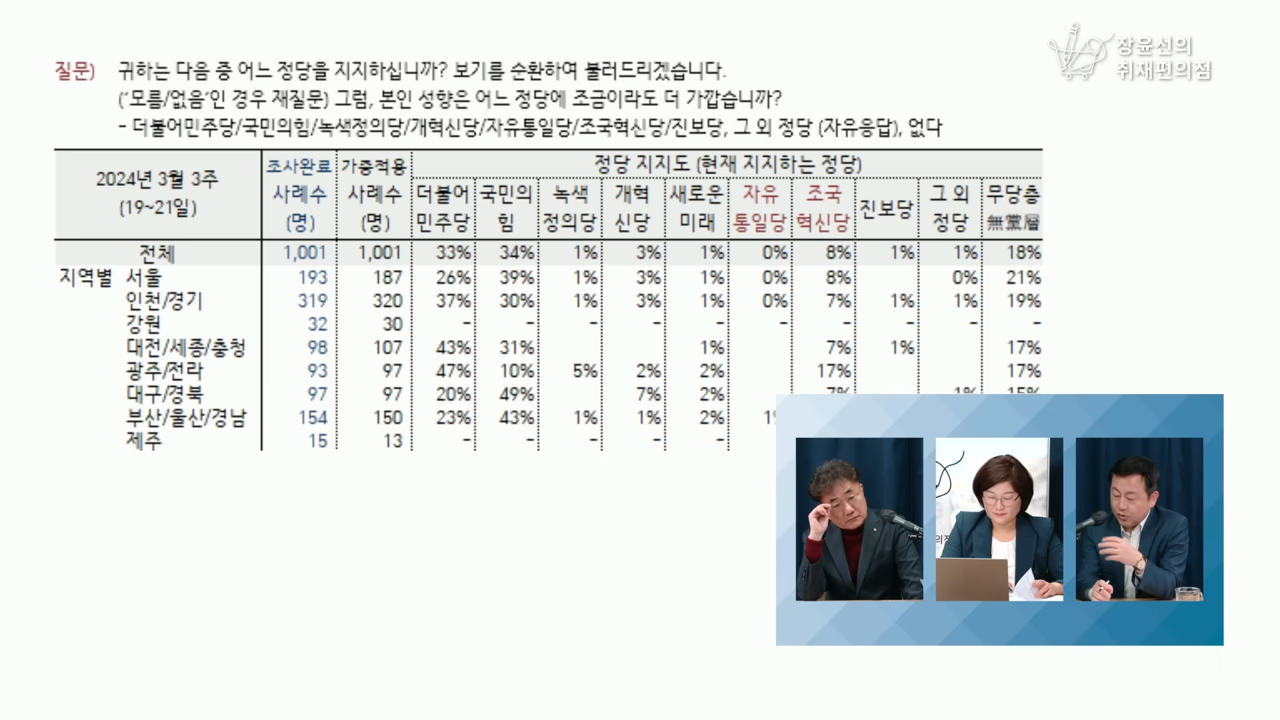 장윤선의
취재편의점
질문) 귀하는 다음 중 어느 정당을 지지하십니까? 보기를 순환하여 불러드리겠습니다.
('모름/없음'인 경우 재질문) 그럼, 본인 성향은 어느 정당에 조금이라도 더 가깝습니까?
- 더불어민주당/국민의힘/녹색정의당/개혁신당/자유통일당/조국혁신당/진보당, 그 외 정당 (자유응답), 없다
2024년 3월 3주
(19~21일)
조사완료
사례수
(명)
가중적용
사례수
(명)
정당 지지도 (현재 지지하는 정당)
더불어
민주당
국민의
힘
녹색
정의당
개혁
신당
새로운
미래
자유
통일당
조국
혁신당
진보당
그 외
정당
무당층
無黨層
전체 1,001 1,001 33% 34% 1% 3% 1% 0% 8% 1% 1% 18%
지역별 서울 193 187 26% 39% 1% 3% 1% 0% 8% 0% 21%
인천/경기 319 320 37% 30% 1% 3% 1% 0% 7% 1% 1% 19%
강원 32 30 - - - - - - - - - -
대전/세종/충청 98 107 43% 31% 1% 7% 1% 17%
광주/전라 93 97 47% 10% 5% 2% 2% 17% 17%
대구/경북 97 97 20% 49% 7% 2% 7% 1% 15%
부산/울산/경남 154 150 23% 43% 1% 1% 2%
제주 15 13 - - - - -